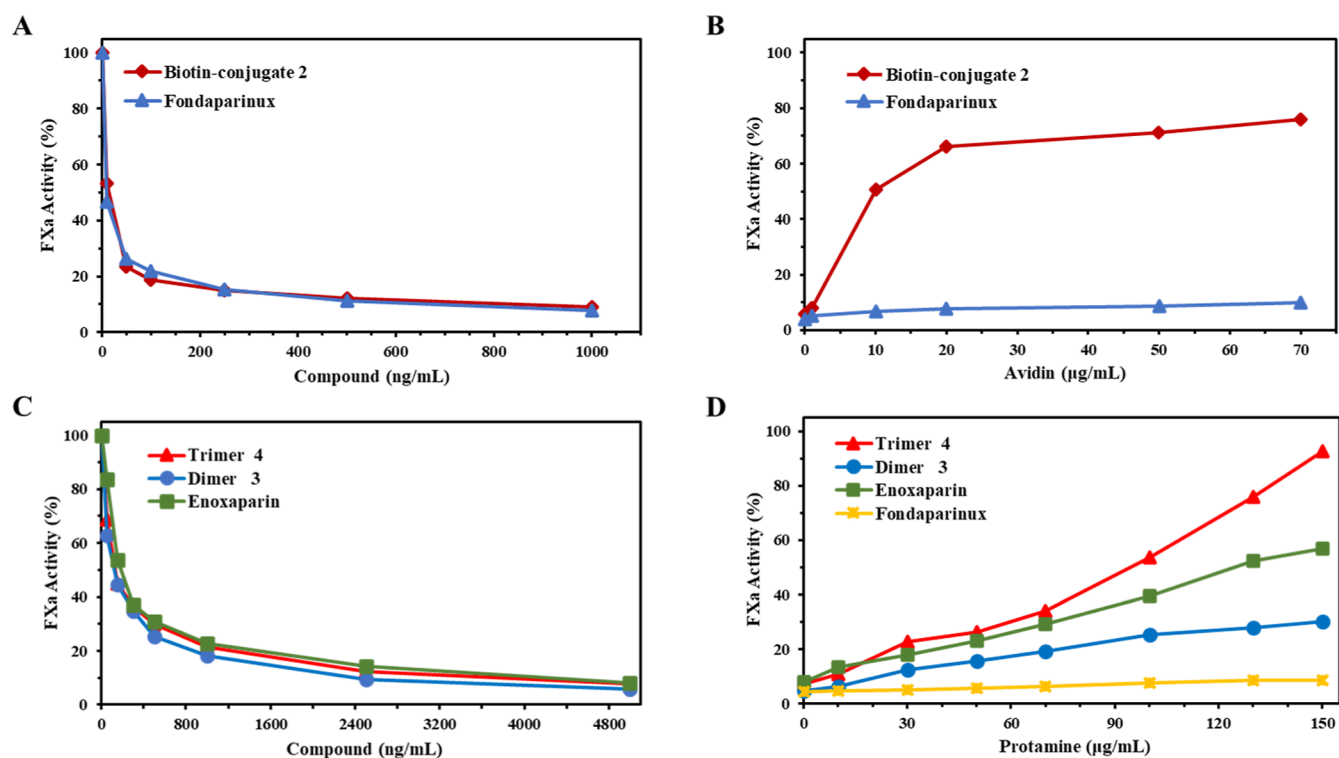 A
FXa Activity (%)
100
80
60
40
20
0
Biotin-conjugate 2
Fondaparinux
0 200 400 600 800 1000
Compound (ng/mL)
B
FXa Activity (%)
100
80
60
40
20
0
Biotin-conjugate 2
Fondaparinux
0 10 20 30 40 50 60 70
Avidin (µg/mL)
C
FXa Activity (%)
100
80
60
40
20
0
Trimer 4
Dimer 3
Enoxaparin
0 800 1600 2400 3200 4000 4800
Compound (ng/mL)
D
FXa Activity (%)
100
80
60
40
20
0
Trimer 4
Dimer 3
Enoxaparin
Fondaparinux
0 30 60 90 120 150
Protamine (µg/mL)